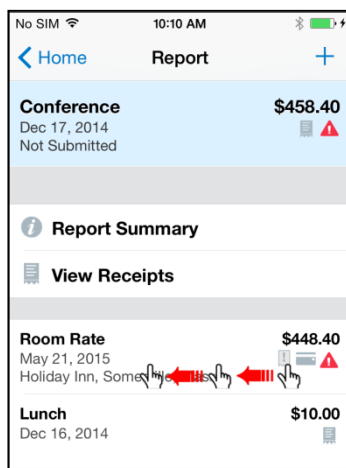 No SIM 10:10 AM
Home Report +
Conference $458.40
Dec 17, 2014
Not Submitted
Report Summary
View Receipts
Room Rate $448.40
May 21, 2015
Holiday Inn,
Lunch $10.00
Dec 16, 2014